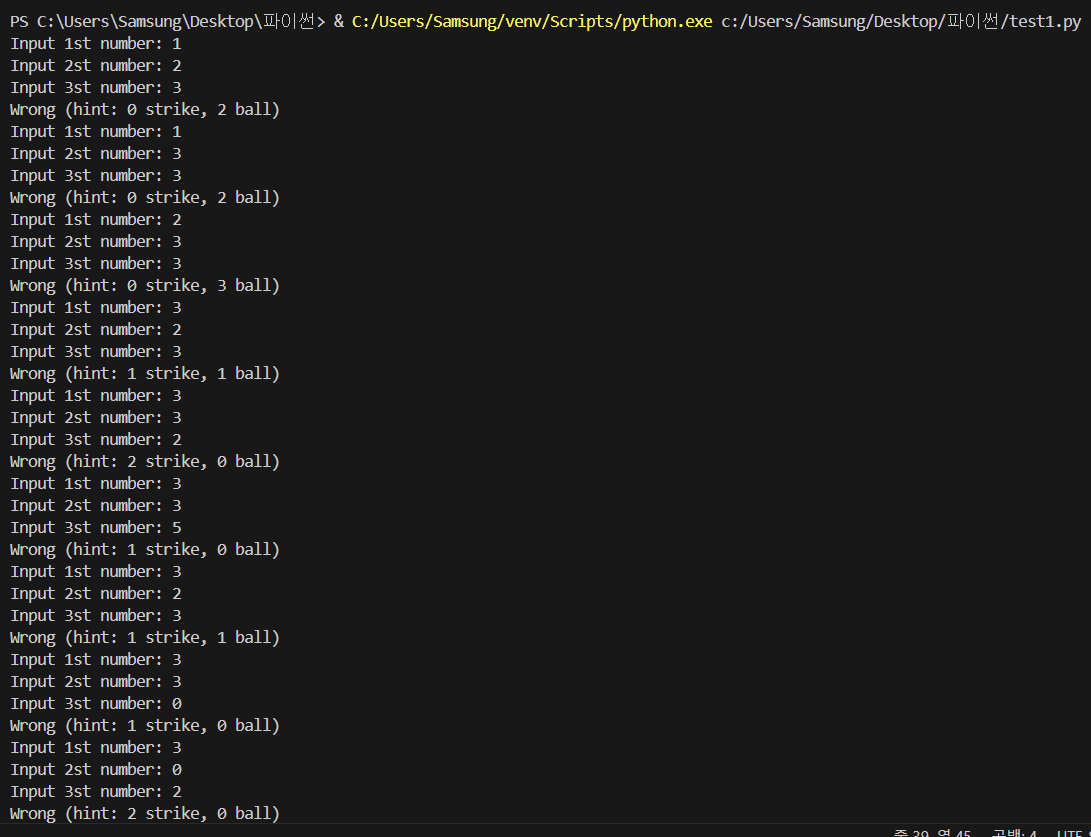 PS C:\Users\Samsung\Desktop\파이썬> & C:/Users/Samsung/venv/Scripts/python.exe c:/Users/Samsung/Desktop/파이썬/test1.py
Input 1st number: 1
Input 2st number: 2
Input 3st number: 3
Wrong (hint: 0 strike, 2 ball)
Input 1st number: 1
Input 2st number: 3
Input 3st number: 3
Wrong (hint: 0 strike, 2 ball)
Input 1st number: 2
Input 2st number: 3
Input 3st number: 3
Wrong (hint: 0 strike, 3 ball)
Input 1st number: 3
Input 2st number: 2
Input 3st number: 3
Wrong (hint: 1 strike, 1 ball)
Input 1st number: 3
Input 2st number: 3
Input 3st number: 2
Wrong (hint: 2 strike, 0 ball)
Input 1st number: 3
Input 2st number: 3
Input 3st number: 5
Wrong (hint: 1 strike, 0 ball)
Input 1st number: 3
Input 2st number: 2
Input 3st number: 3
Wrong (hint: 1 strike, 1 ball)
Input 1st number: 3
Input 2st number: 3
Input 3st number: 0
Wrong (hint: 1 strike, 0 ball)
Input 1st number: 3
Input 2st number: 0
Input 3st number: 2
Wrong (hint: 2 strike, 0 ball)
줄 39, 열 45 공백: 4 UTF